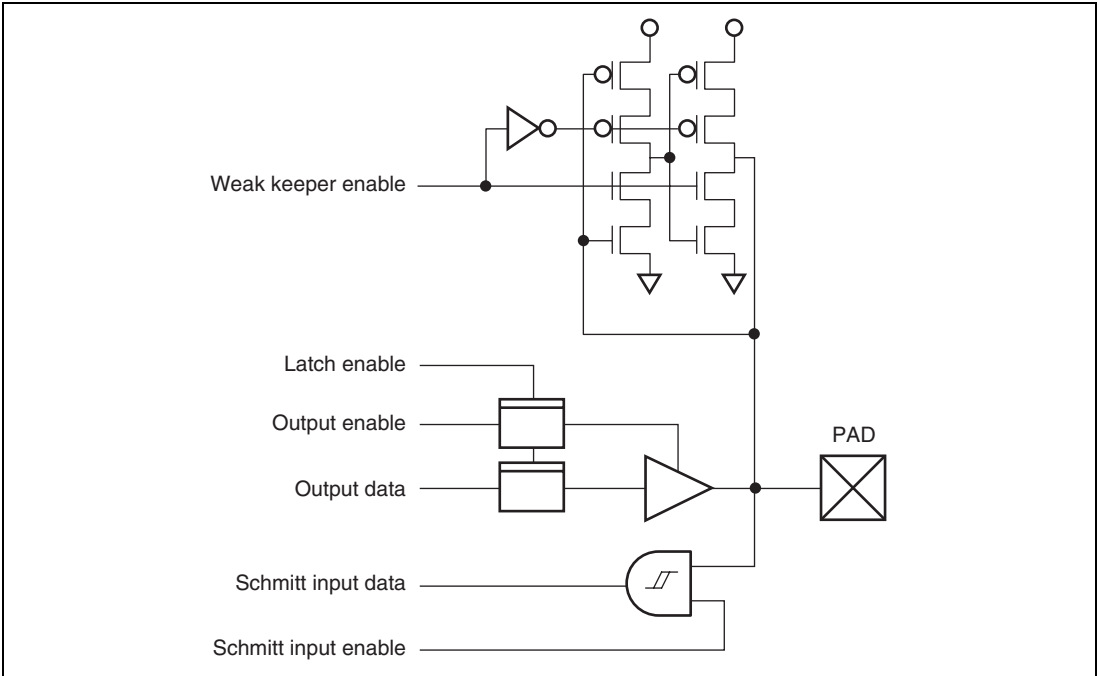 Weak keeper enable
Latch enable
Output enable
PAD
Output data
Schmitt input data
Schmitt input enable